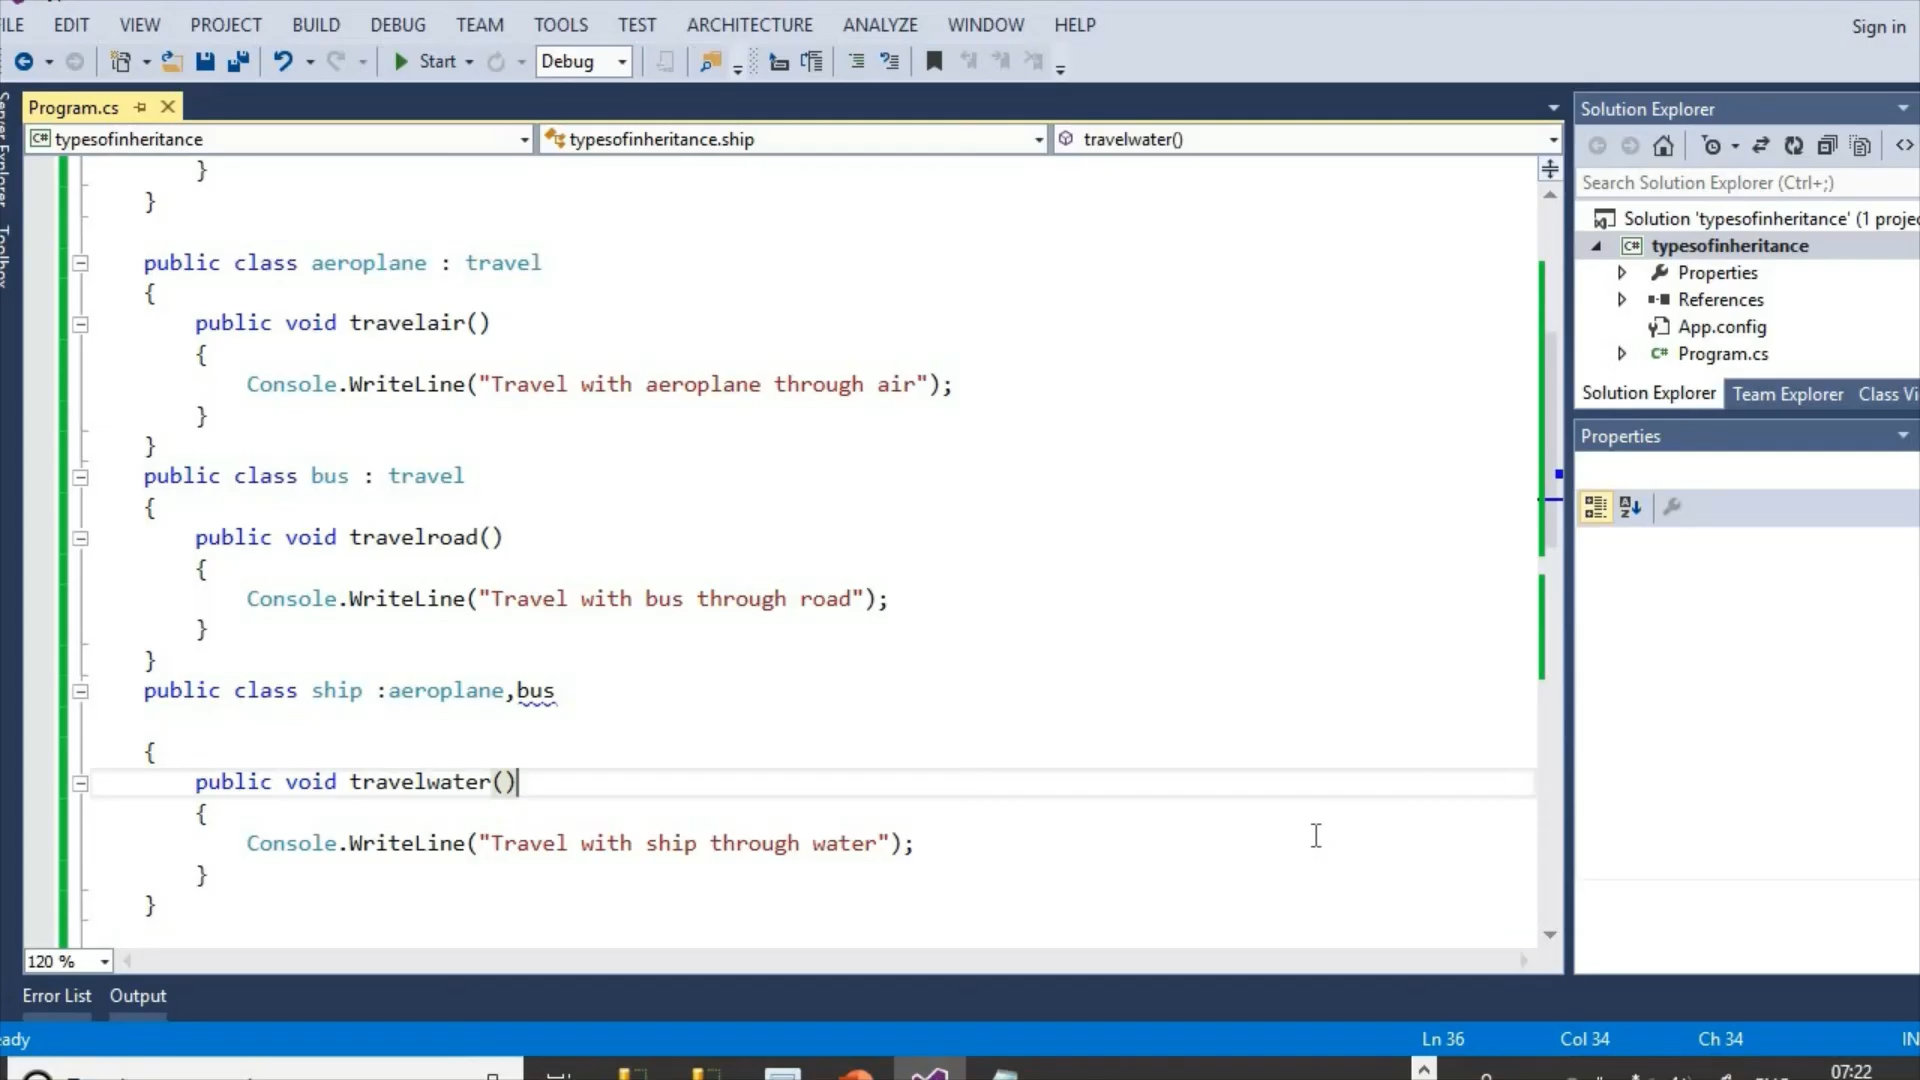 ILE EDIT VIEW PROJECT BUILD DEBUG TEAM TOOLS TEST ARCHITECTURE ANALYZE WINDOW HELP
Sign in
Start Debug
Server Explorer
Toolbox
Program.cs
typesofinheritance typesofinheritance.ship travelwater()
}
}
public class aeroplane : travel
{
public void travelair()
{
Console.WriteLine("Travel with aeroplane through air");
}
}
public class bus : travel
{
public void travelroad()
{
Console.WriteLine("Travel with bus through road");
}
}
public class ship :aeroplane,bus
{
public void travelwater()
{
Console.WriteLine("Travel with ship through water");
}
}
120 %
Solution Explorer
Search Solution Explorer (Ctrl+;)
Solution 'typesofinheritance' (1 projec
typesofinheritance
Properties
References
App.config
Program.cs
Solution Explorer Team Explorer Class Vi
Properties
Error List Output
eady
Ln 36 Col 34 Ch 34 IN
07:22